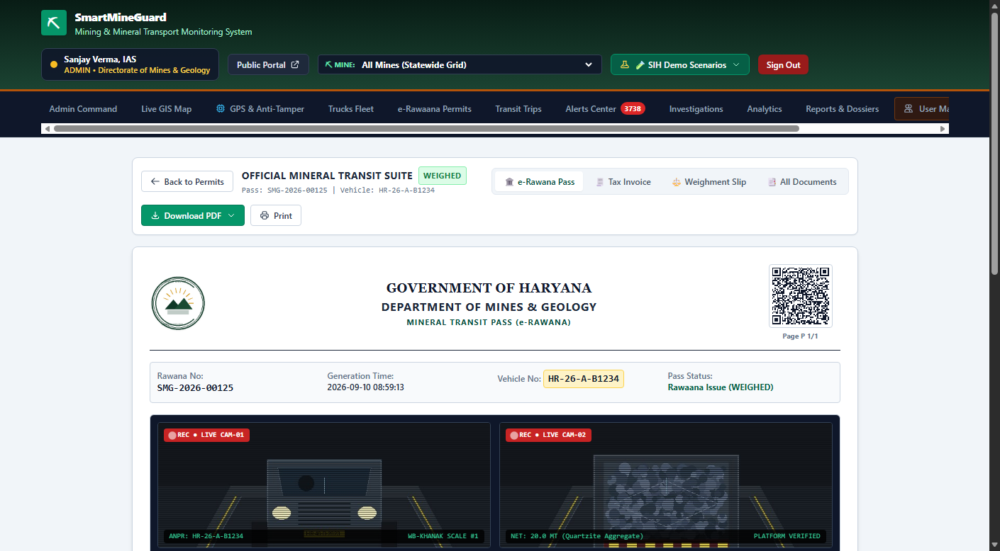 SmartMineGuard
Mining & Mineral Transport Monitoring System
Sanjay Verma, IAS
ADMIN • Directorate of Mines & Geology
Public Portal
MINE: All Mines (Statewide Grid)
SIH Demo Scenarios
Sign Out
Admin Command
Live GIS Map
GPS & Anti-Tamper
Trucks Fleet
e-Rawaana Permits
Transit Trips
Alerts Center 3738
Investigations
Analytics
Reports & Dossiers
User Ma
Back to Permits
OFFICIAL MINERAL TRANSIT SUITE WEIGHED
Pass: SMG-2026-00125 | Vehicle: HR-26-A-B1234
e-Rawana Pass
Tax Invoice
Weighment Slip
All Documents
Download PDF
Print
GOVERNMENT OF HARYANA
DEPARTMENT OF MINES & GEOLOGY
MINERAL TRANSIT PASS (e-RAWANA)
Page P 1/1
Rawana No:
SMG-2026-00125
Generation Time:
2026-09-10 08:59:13
Vehicle No: HR-26-A-B1234
Pass Status:
Rawaana Issue (WEIGHED)
REC • LIVE CAM-01
ANPR: HR-26-A-B1234
WB-KHANAK SCALE #1
REC • LIVE CAM-02
NET: 20.0 MT (Quartzite Aggregate)
PLATFORM VERIFIED